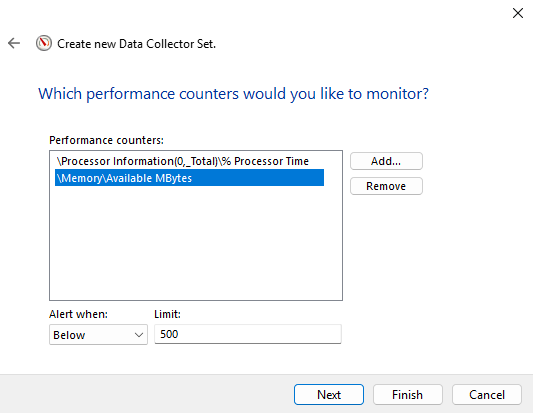 Create new Data Collector Set.
Which performance counters would you like to monitor?
Performance counters:
\Processor Information(0,_Total)\% Processor Time
\Memory\Available MBytes
Add...
Remove
Alert when:
Limit:
Below
500
Next
Finish
Cancel